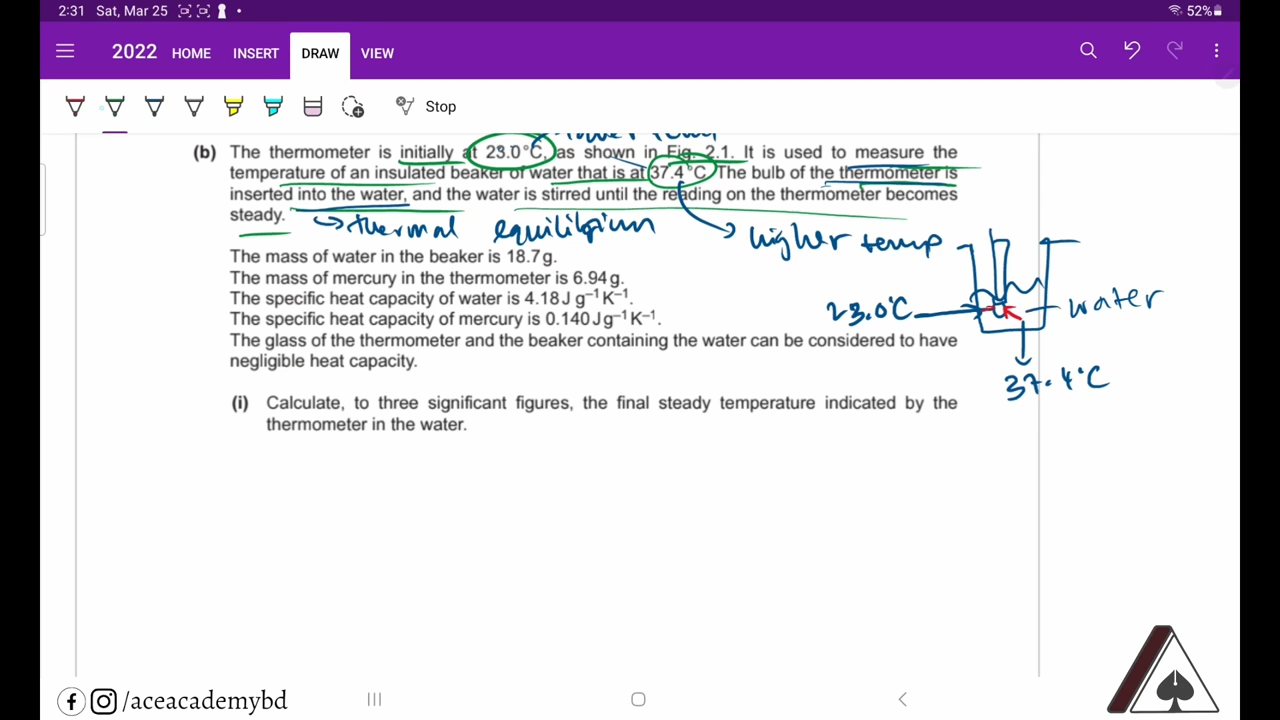 2:31 Sat, Mar 25
52%
2022 HOME INSERT DRAW VIEW
Stop
(b) The thermometer is initially at 23.0°C, as shown in Fig. 2.1. It is used to measure the
temperature of an insulated beaker of water that is at 37.4°C. The bulb of the thermometer is
inserted into the water, and the water is stirred until the reading on the thermometer becomes
steady.
thermal equilibrium
higher temp
The mass of water in the beaker is 18.7 g.
The mass of mercury in the thermometer is 6.94 g.
The specific heat capacity of water is 4.18 J g⁻¹ K⁻¹.
The specific heat capacity of mercury is 0.140 J g⁻¹ K⁻¹.
The glass of the thermometer and the beaker containing the water can be considered to have
negligible heat capacity.
23.0°C
water
37.4°C
(i) Calculate, to three significant figures, the final steady temperature indicated by the
thermometer in the water.
/aceacademybd